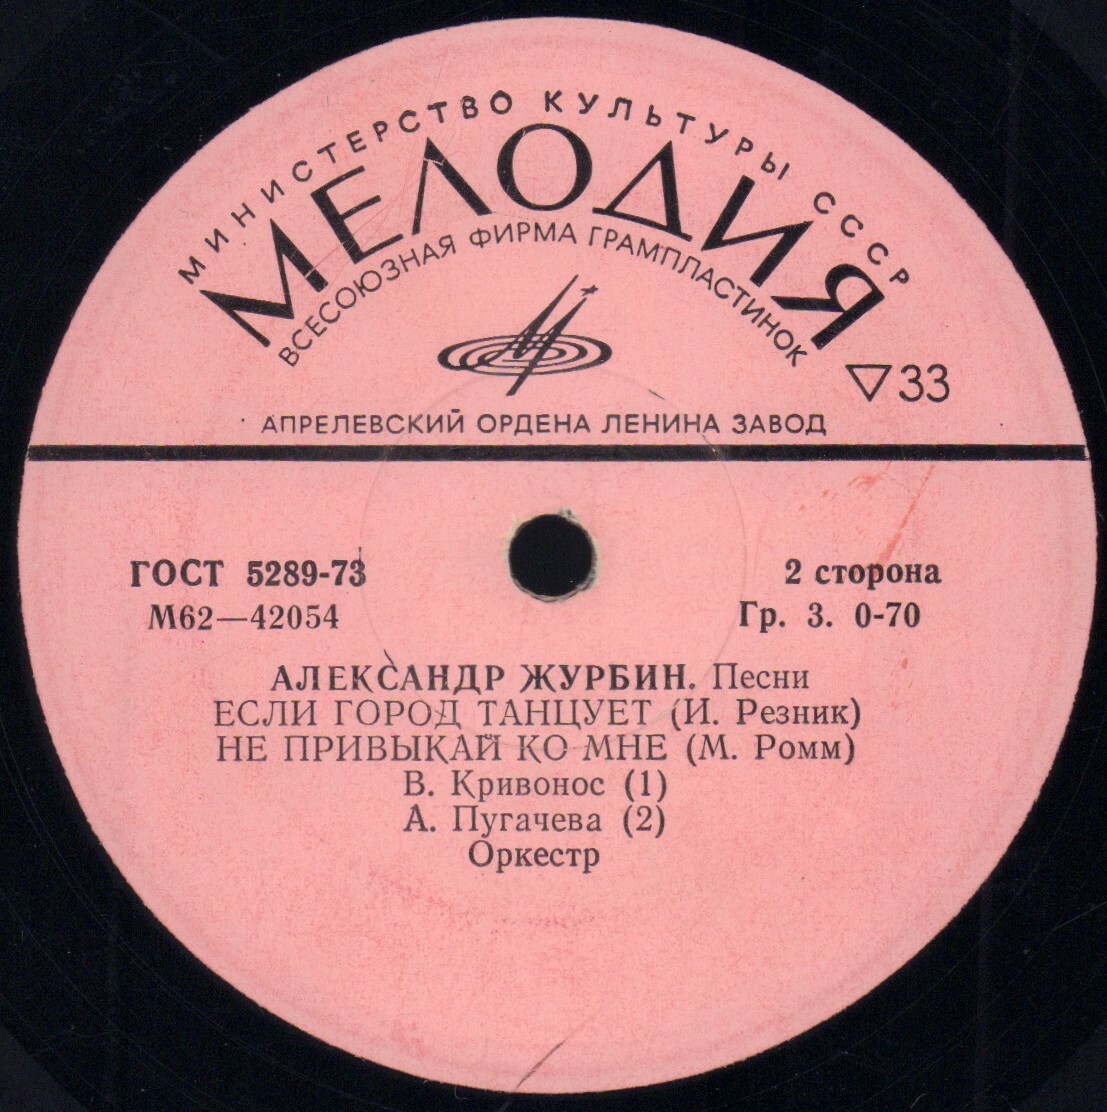 МИНИСТЕРСТВО КУЛЬТУРЫ СССР
МЕЛОДИЯ
ВСЕСОЮЗНАЯ ФИРМА ГРАМПЛАСТИНОК
▽33
АПРЕЛЕВСКИЙ ОРДЕНА ЛЕНИНА ЗАВОД
ГОСТ 5289-73
М62—42054
2 сторона
Гр. 3. 0-70
АЛЕКСАНДР ЖУРБИН. Песни
ЕСЛИ ГОРОД ТАНЦУЕТ (И. Резник)
НЕ ПРИВЫКАЙ КО МНЕ (М. Ромм)
В. Кривонос (1)
А. Пугачева (2)
Оркестр